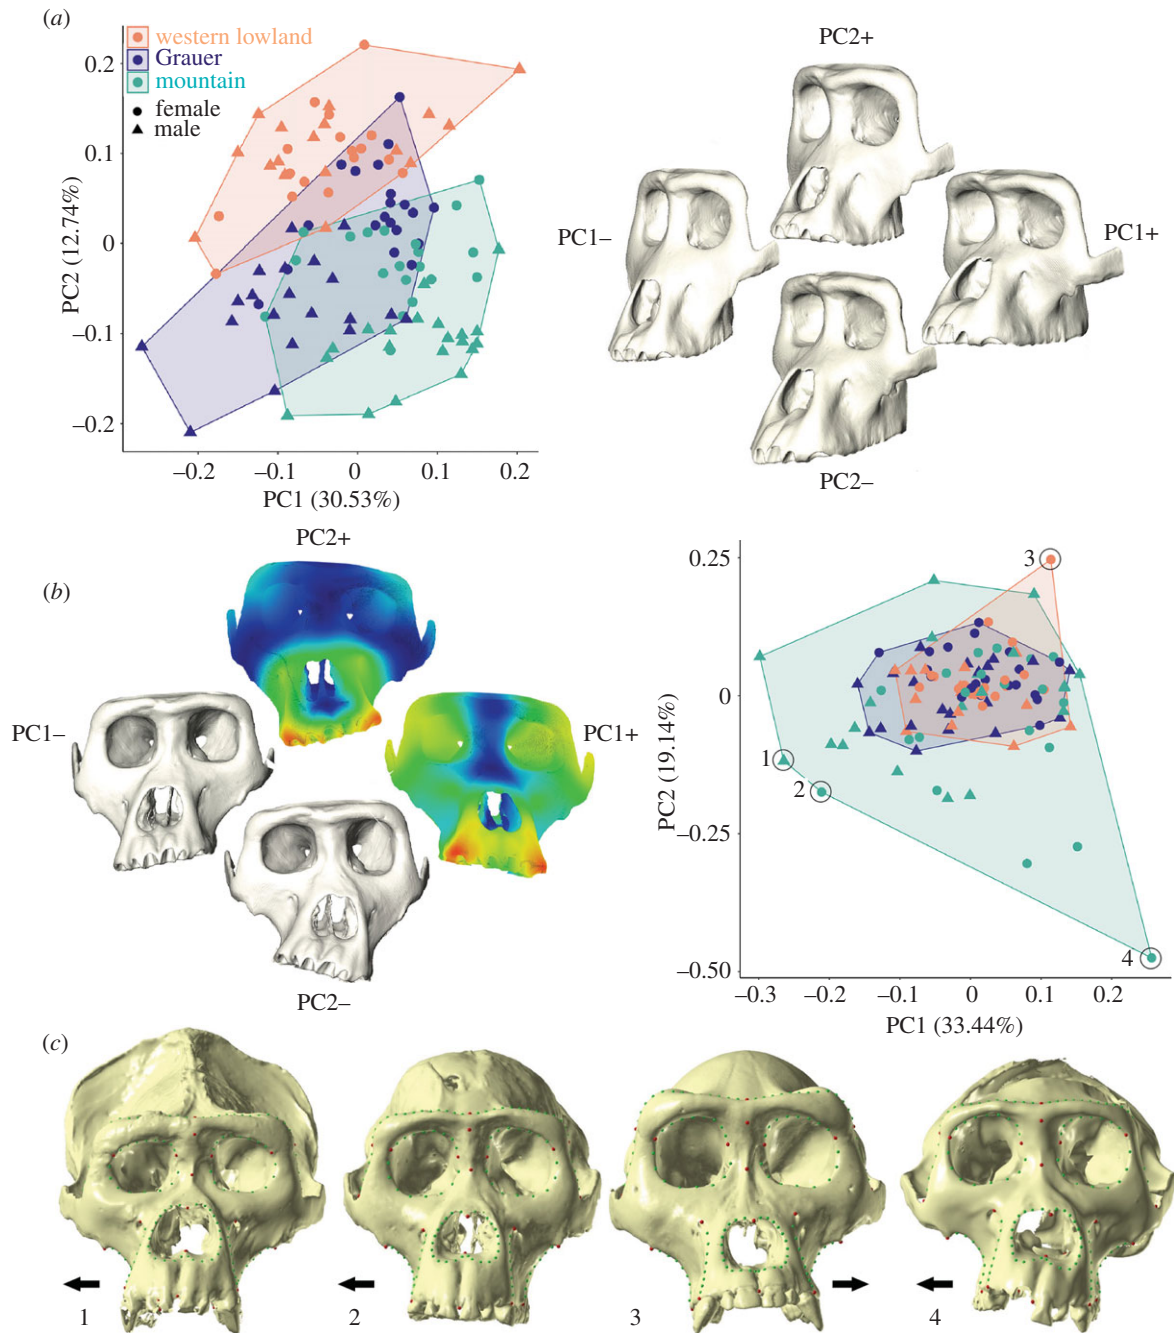 (a)
western lowland
Grauer
mountain
female
male
0.2
0.1
0
–0.1
–0.2
PC2 (12.74%)
–0.2 –0.1 0 0.1 0.2
PC1 (30.53%)
PC2+
PC1–
PC1+
PC2–
(b)
PC2+
PC1–
PC1+
PC2–
0.25
0
–0.25
–0.50
PC2 (19.14%)
3
1
2
4
–0.3 –0.2 –0.1 0 0.1 0.2
PC1 (33.44%)
(c)
1 2 3 4